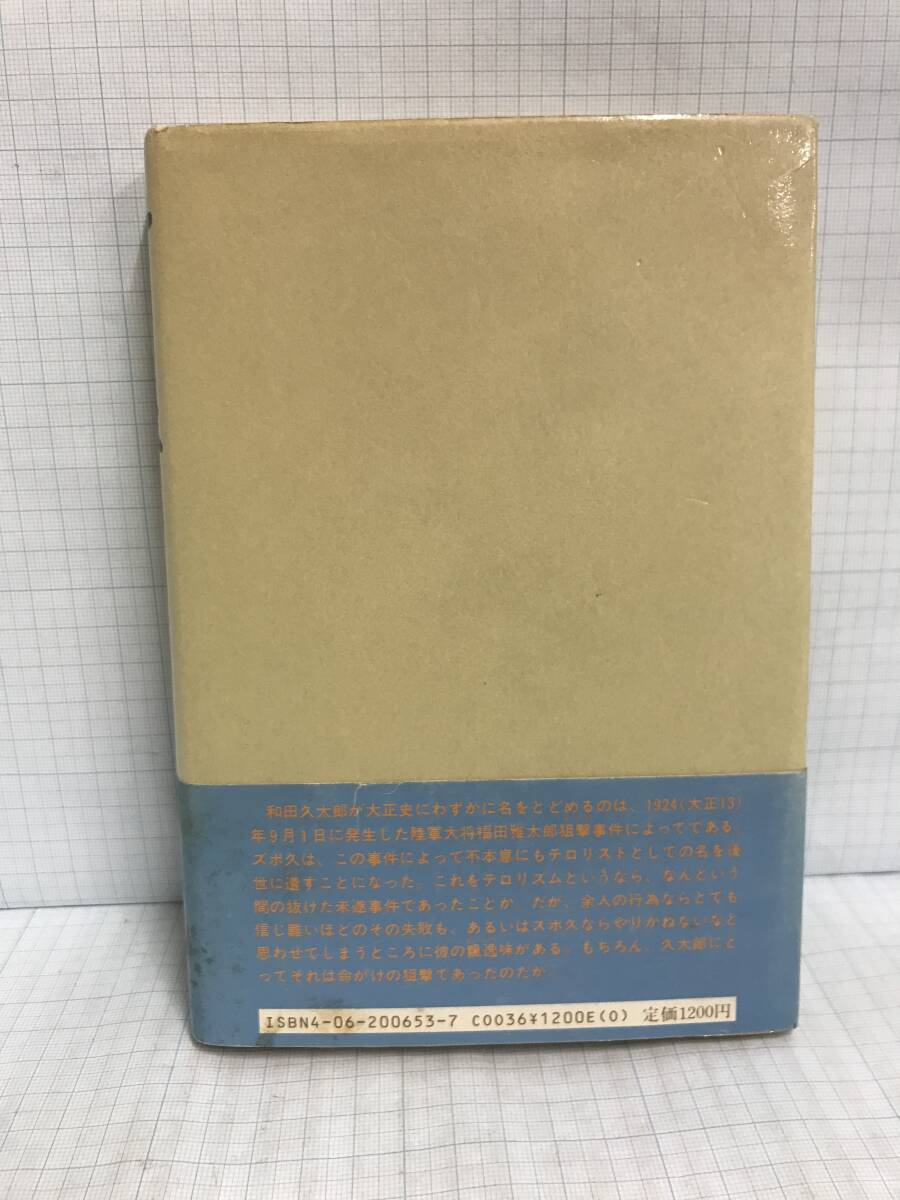 和田久太郎が大正史にわずかに名をとどめるのは、1924(大正13)
年9月1日に発生した陸軍大将福田雅太郎狙撃事件によってである。
ズボ久は、この事件によって不本意にもテロリストとしての名を後
世に遺すことになった。これをテロリズムというなら、なんという
間の抜けた未遂事件であったことか。だが、余人の行為ならとても
信じ難いほどのその失敗も、あるいはズボ久ならやりかねないなと
思わせてしまうところに彼の飄逸味がある。もちろん、久太郎にと
ってそれは命がけの狙撃であったのだが。
ISBN4-06-200653-7 C0036¥1200E(0) 定価1200円